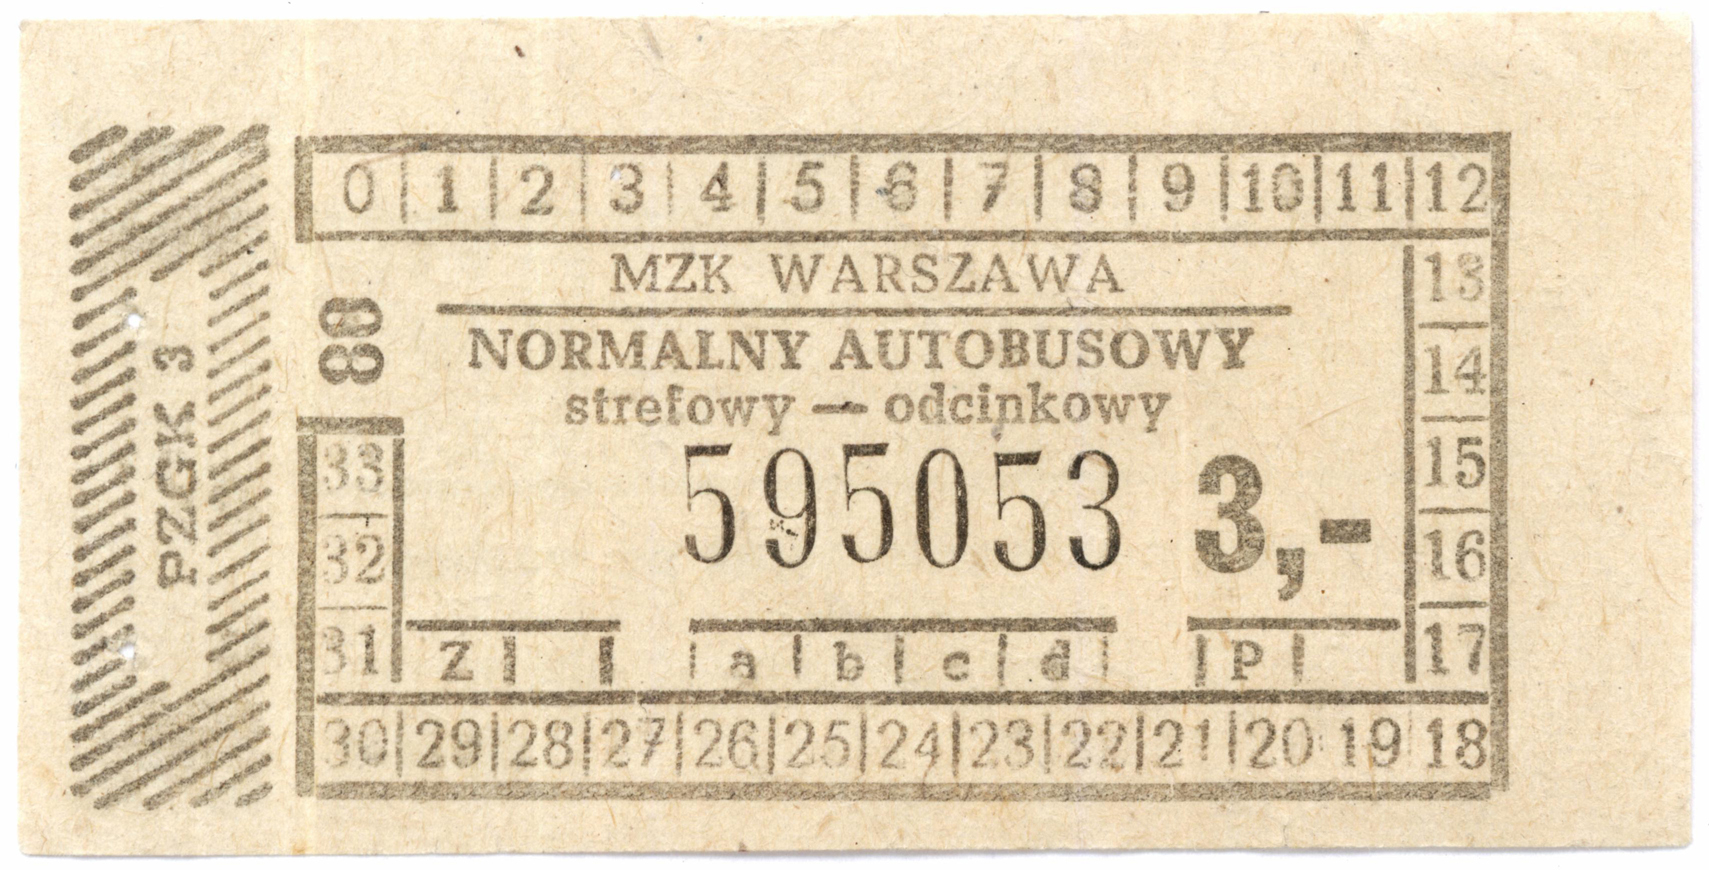 PZGK 3
0 1 2 3 4 5 6 7 8 9 10 11 12
MZK WARSZAWA
88
NORMALNY AUTOBUSOWY
strefowy — odcinkowy
595053 3,-
13
14
15
16
17
33
32
31
Z a b c d P
30 29 28 27 26 25 24 23 22 21 20 19 18